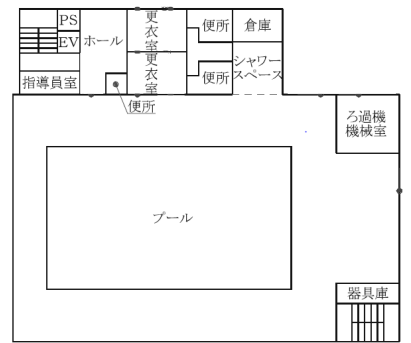 PS
EV
ホール
更衣室
便所
倉庫
指導員室
便所
更衣室
便所
シャワー
スペース
ろ過機
機械室
プール
器具庫